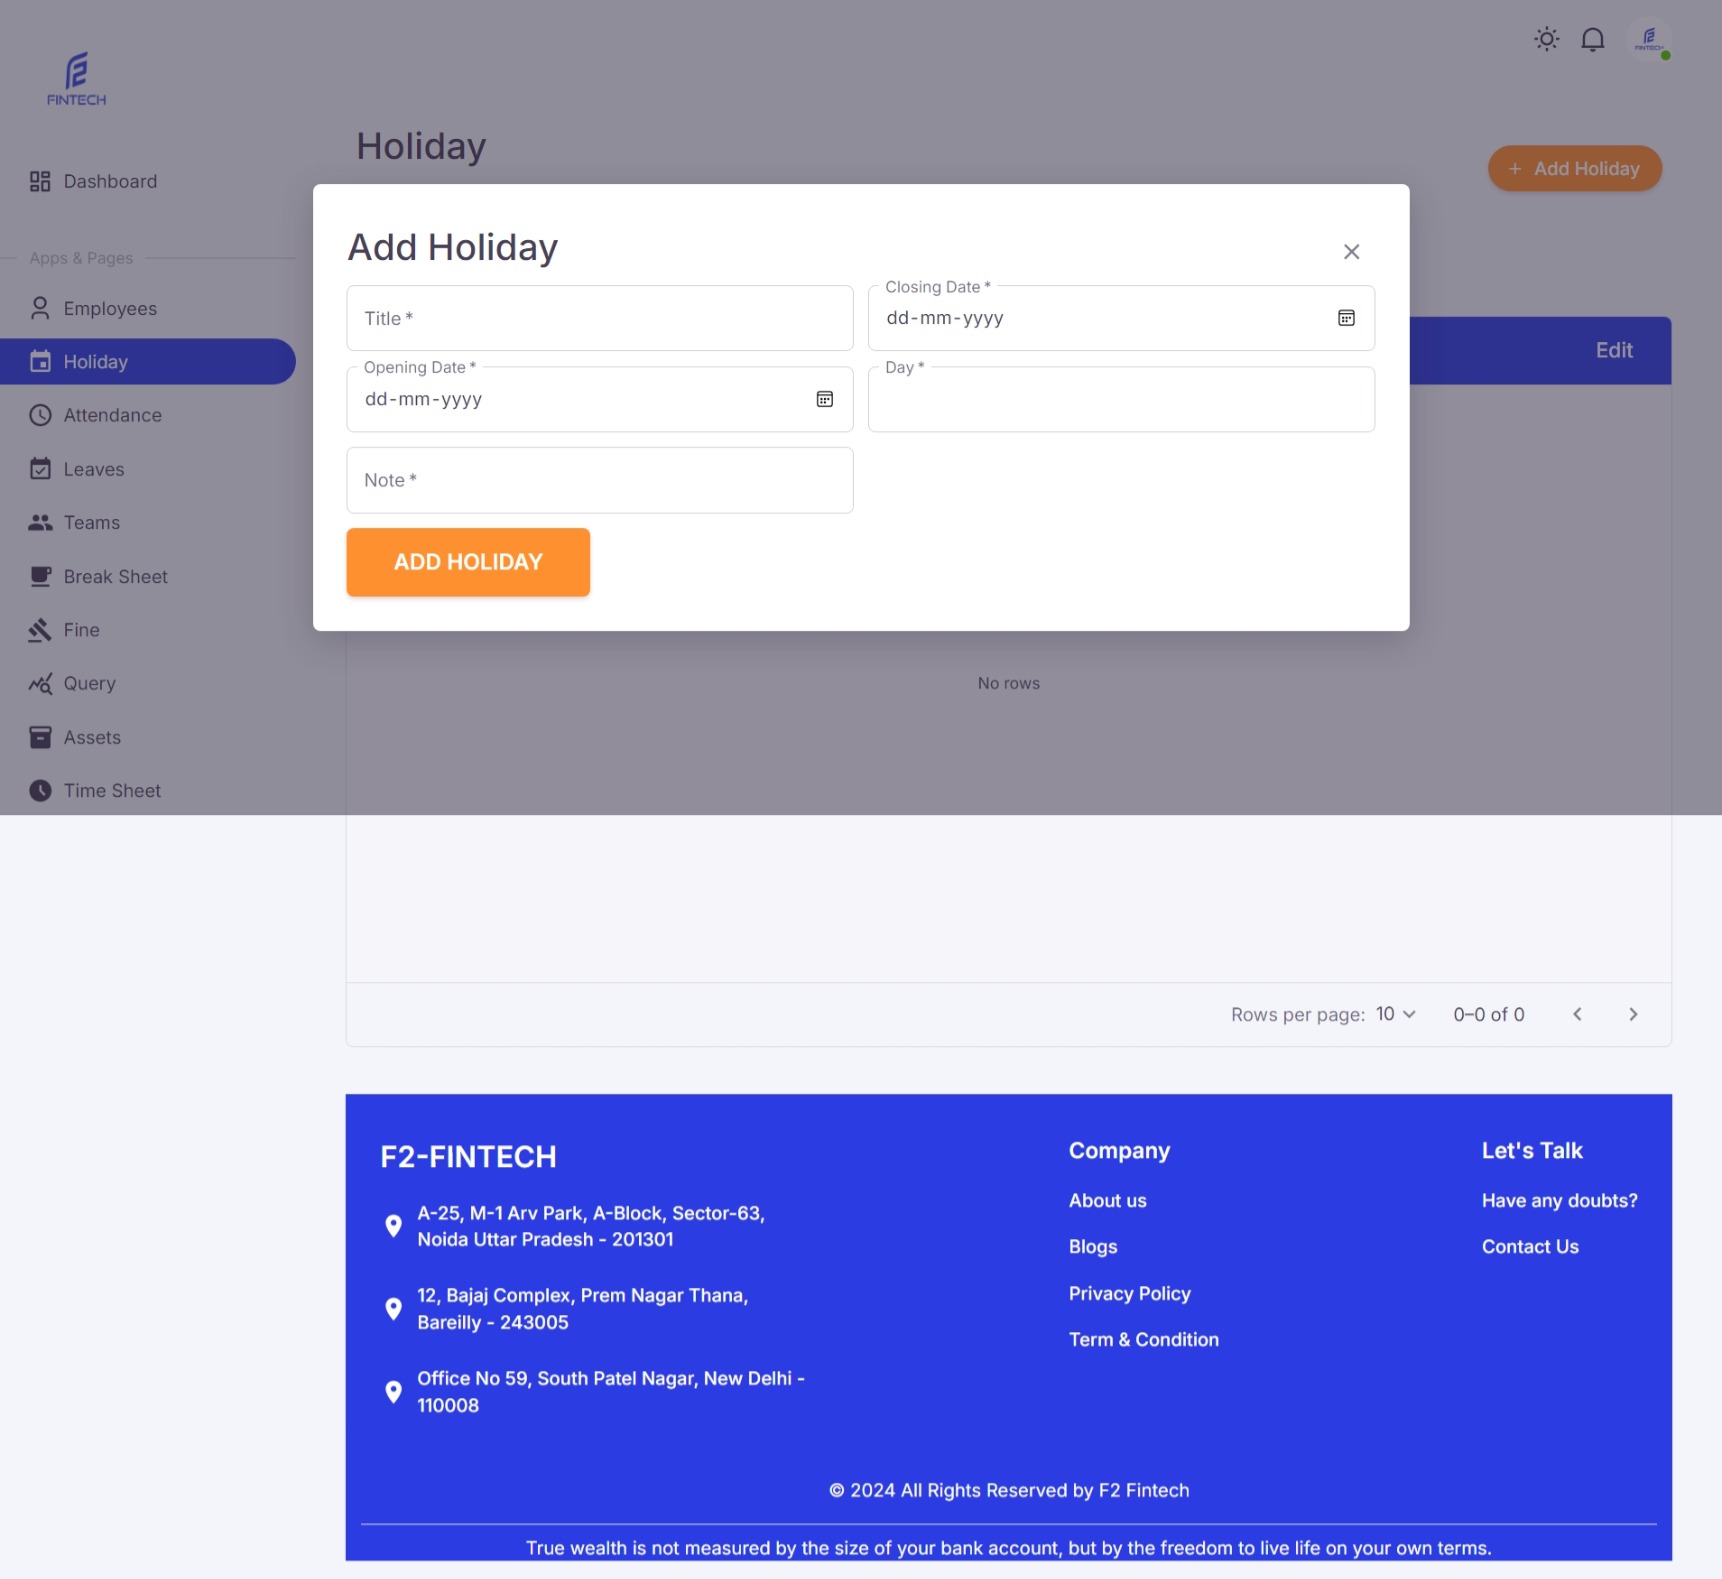 FINTECH
FINTECH
Holiday
+ Add Holiday
Dashboard
Apps & Pages
Employees
Holiday
Attendance
Leaves
Teams
Break Sheet
Fine
Query
Assets
Time Sheet
Add Holiday
Title *
Closing Date *
dd-mm-yyyy
Opening Date *
dd-mm-yyyy
Day *
Note *
ADD HOLIDAY
Edit
No rows
Rows per page: 10
0–0 of 0
F2-FINTECH
A-25, M-1 Arv Park, A-Block, Sector-63,
Noida Uttar Pradesh - 201301
12, Bajaj Complex, Prem Nagar Thana,
Bareilly - 243005
Office No 59, South Patel Nagar, New Delhi -
110008
Company
About us
Blogs
Privacy Policy
Term & Condition
Let's Talk
Have any doubts?
Contact Us
© 2024 All Rights Reserved by F2 Fintech
True wealth is not measured by the size of your bank account, but by the freedom to live life on your own terms.